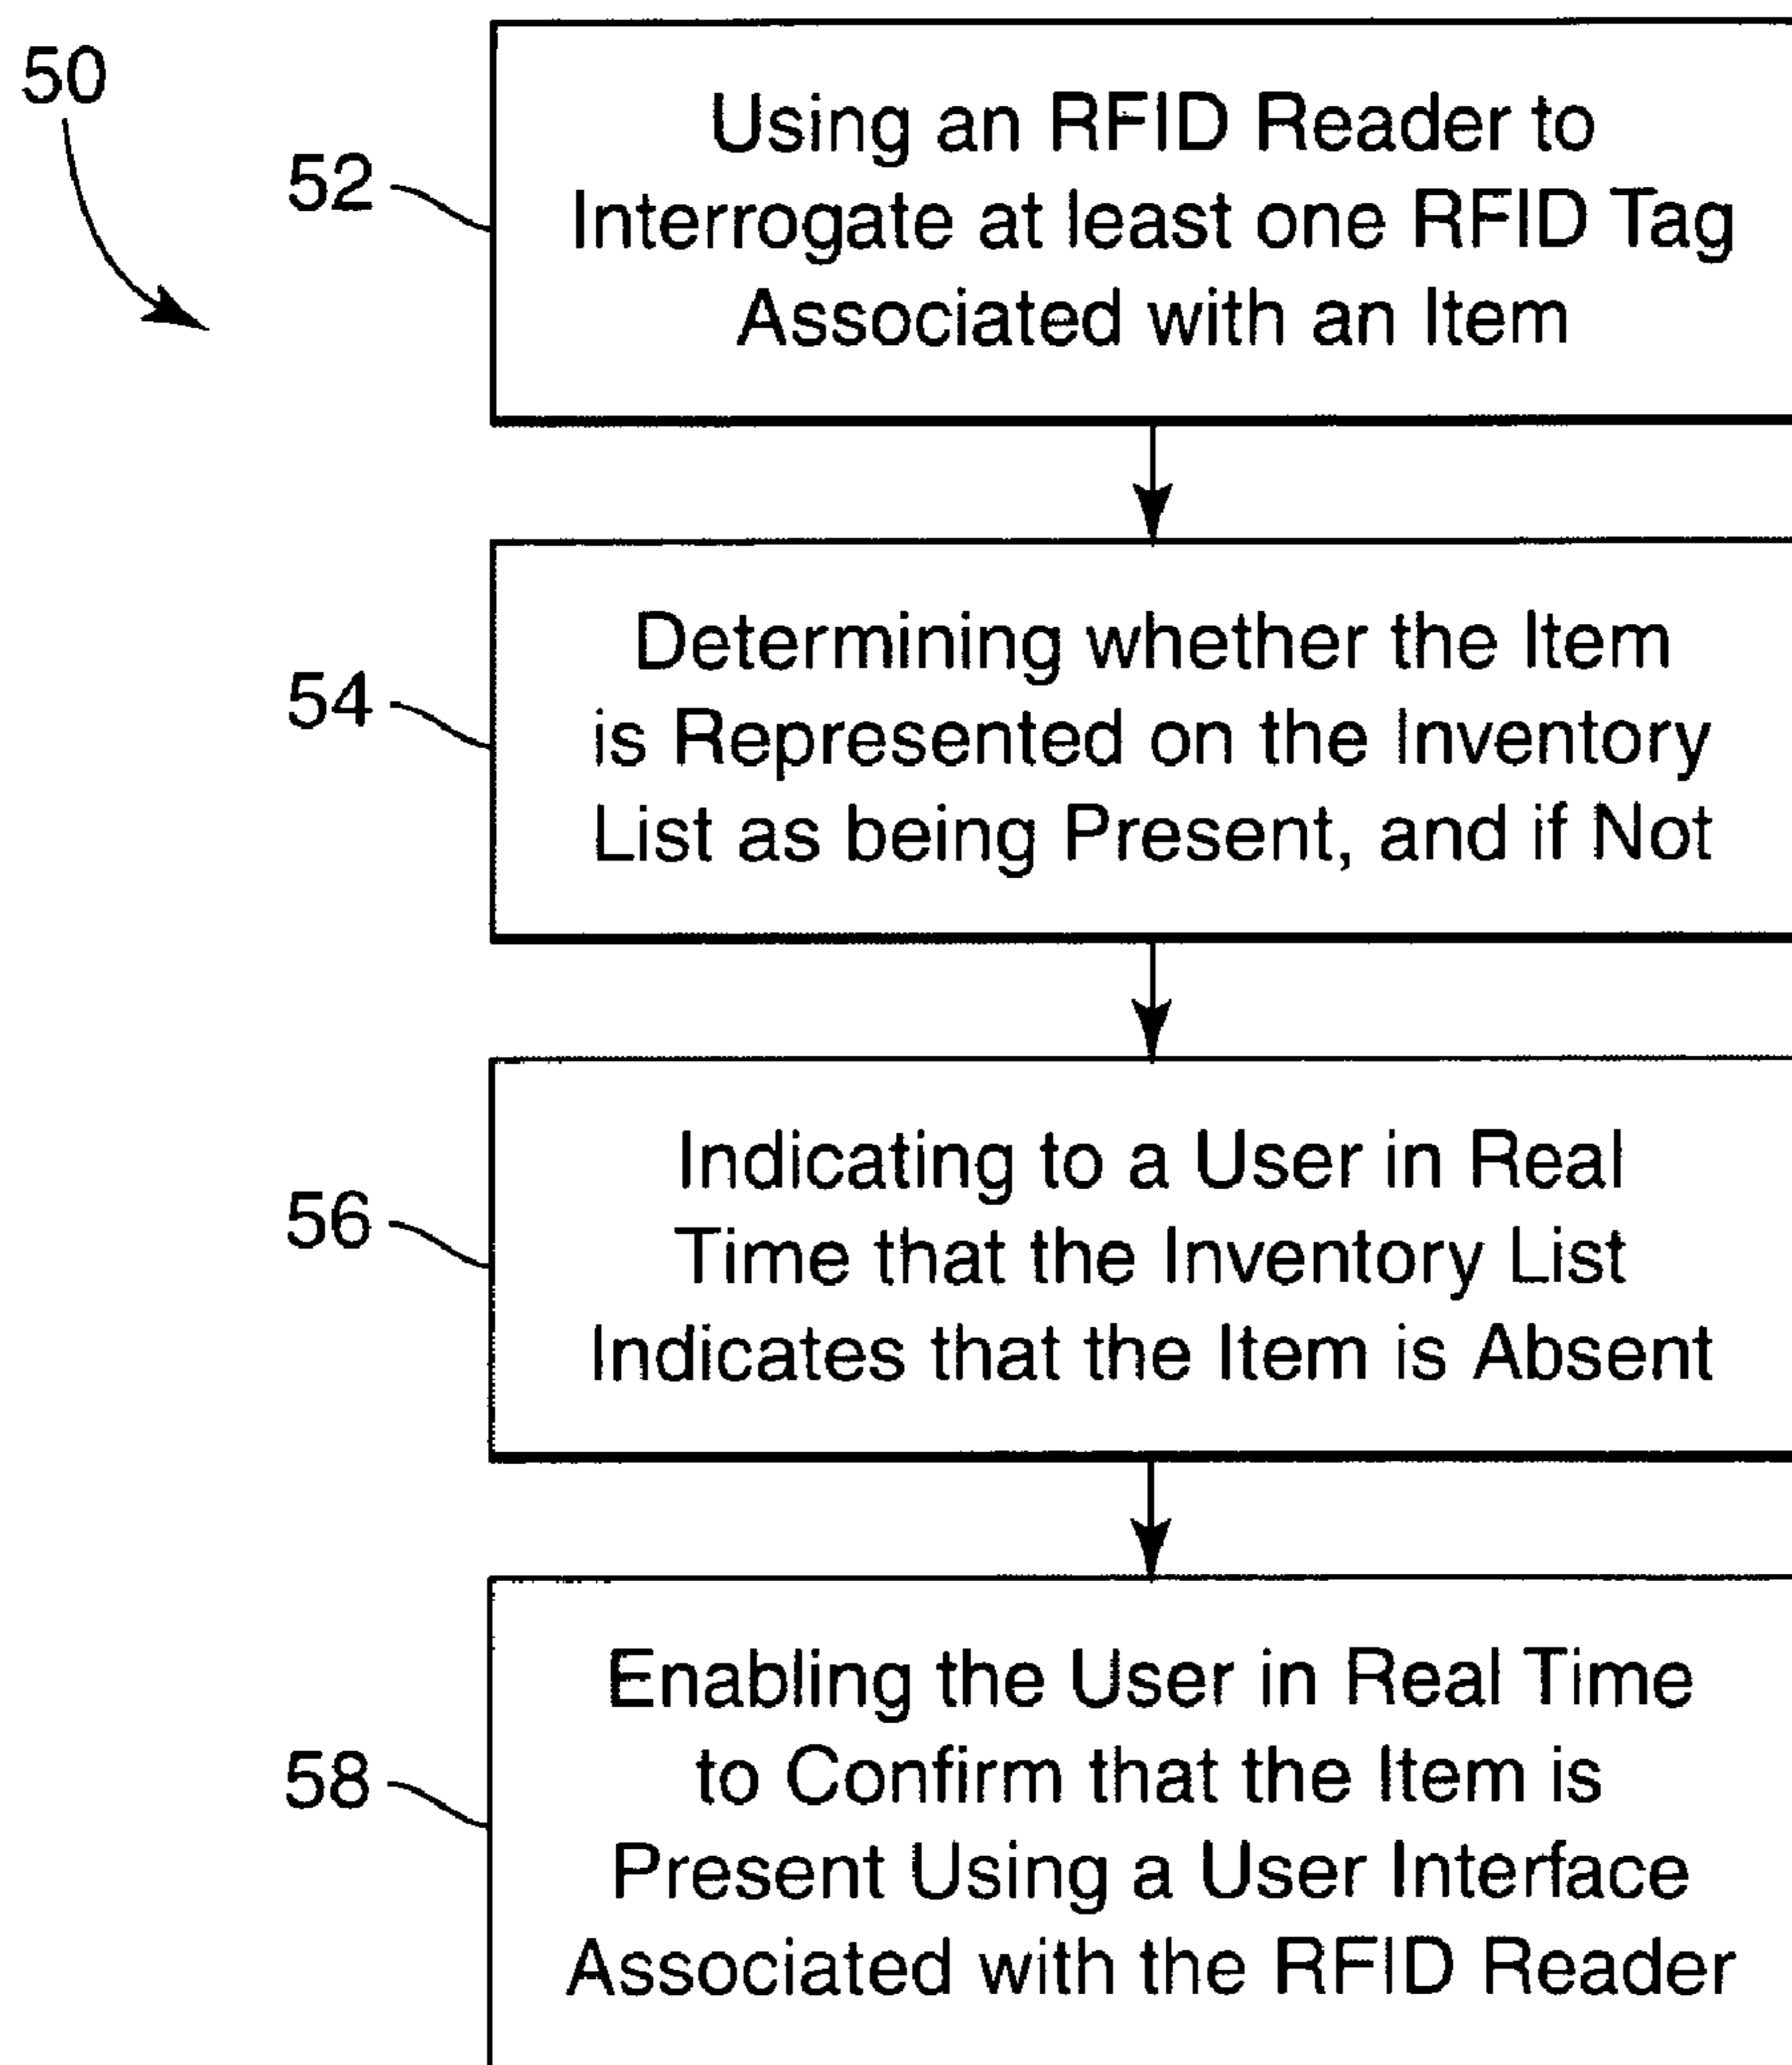 50
52
Using an RFID Reader to
Interrogate at least one RFID Tag
Associated with an Item
54
Determining whether the Item
is Represented on the Inventory
List as being Present, and if Not
56
Indicating to a User in Real
Time that the Inventory List
Indicates that the Item is Absent
58
Enabling the User in Real Time
to Confirm that the Item is
Present Using a User Interface
Associated with the RFID Reader